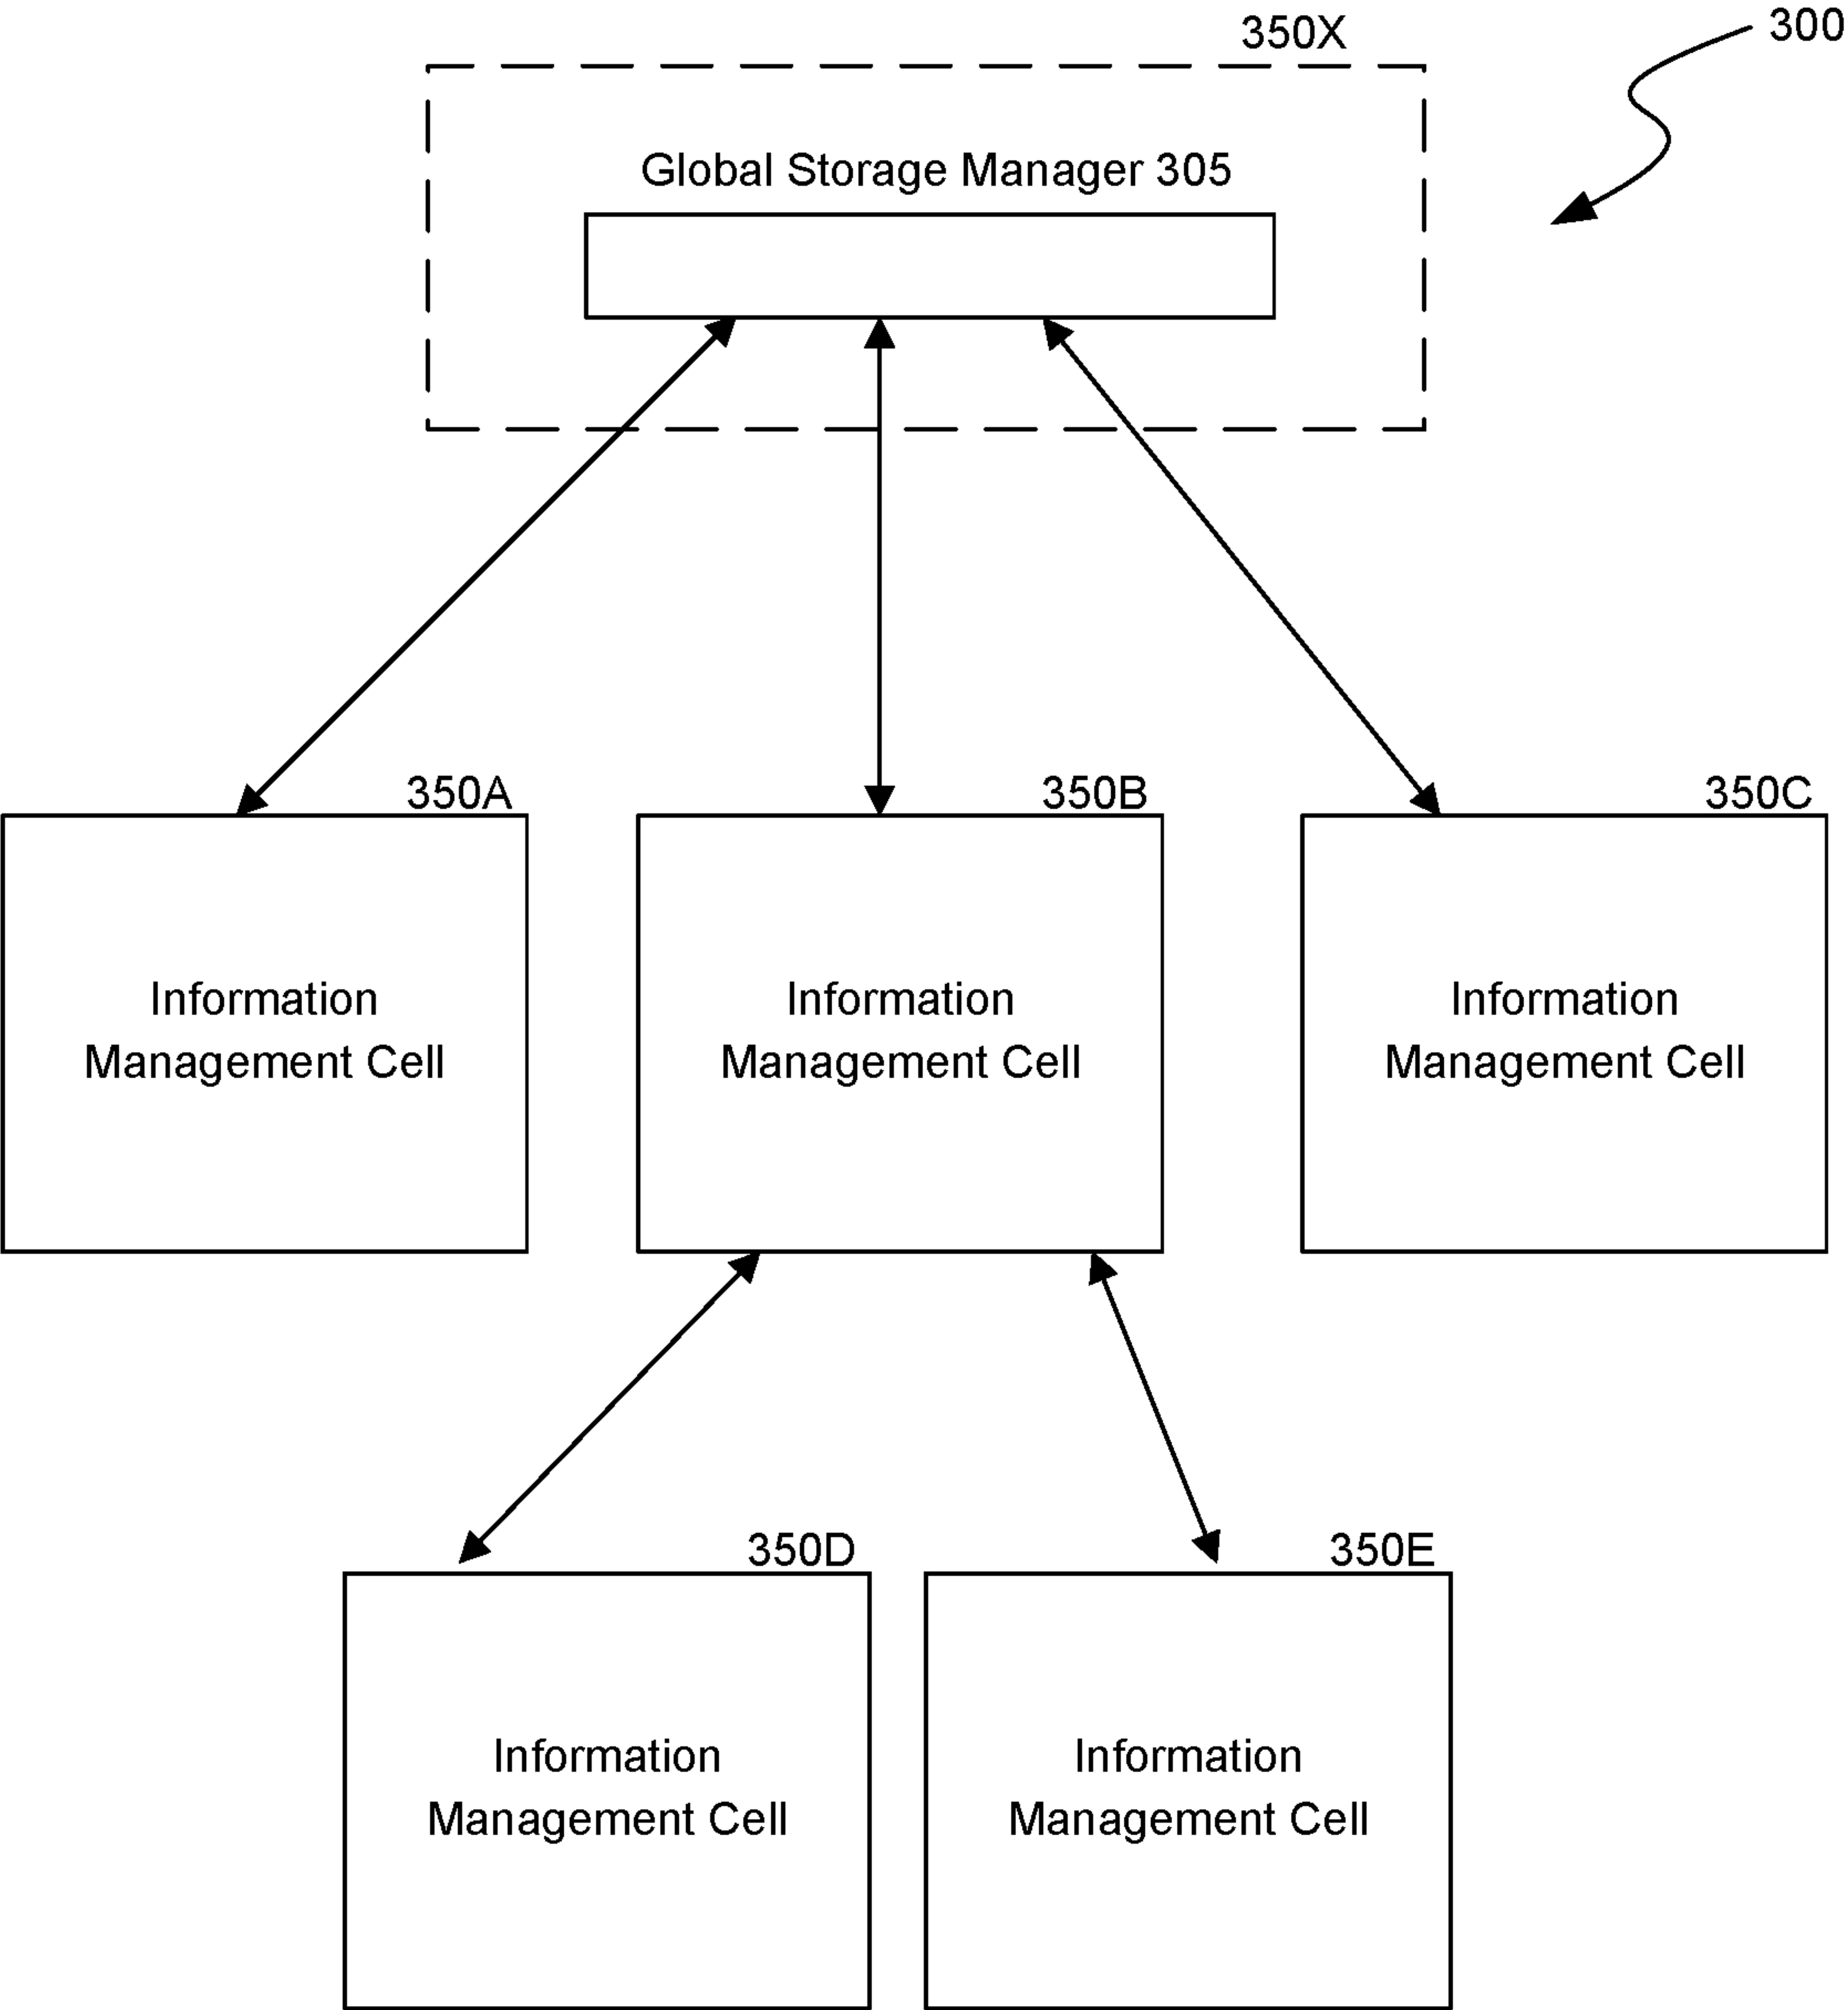 350X
300
Global Storage Manager 305
350A
350B
350C
Information
Management Cell
Information
Management Cell
Information
Management Cell
350D
350E
Information
Management Cell
Information
Management Cell